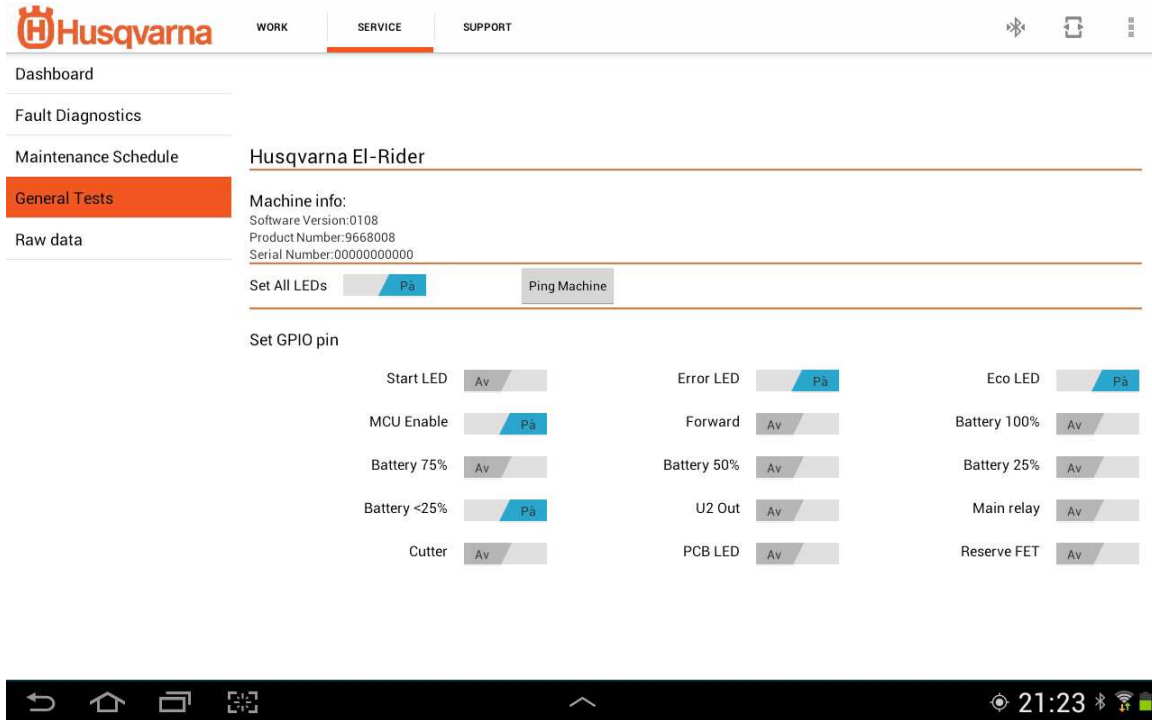 Husqvarna WORK SERVICE SUPPORT
Dashboard
Fault Diagnostics
Maintenance Schedule
General Tests
Raw data
Husqvarna El-Rider
Machine info:
Software Version:0108
Product Number:9668008
Serial Number:00000000000
Set All LEDs På Ping Machine
Set GPIO pin
Start LED Av Error LED På Eco LED På
MCU Enable På Forward Av Battery 100% Av
Battery 75% Av Battery 50% Av Battery 25% Av
Battery <25% På U2 Out Av Main relay Av
Cutter Av PCB LED Av Reserve FET Av
21:23